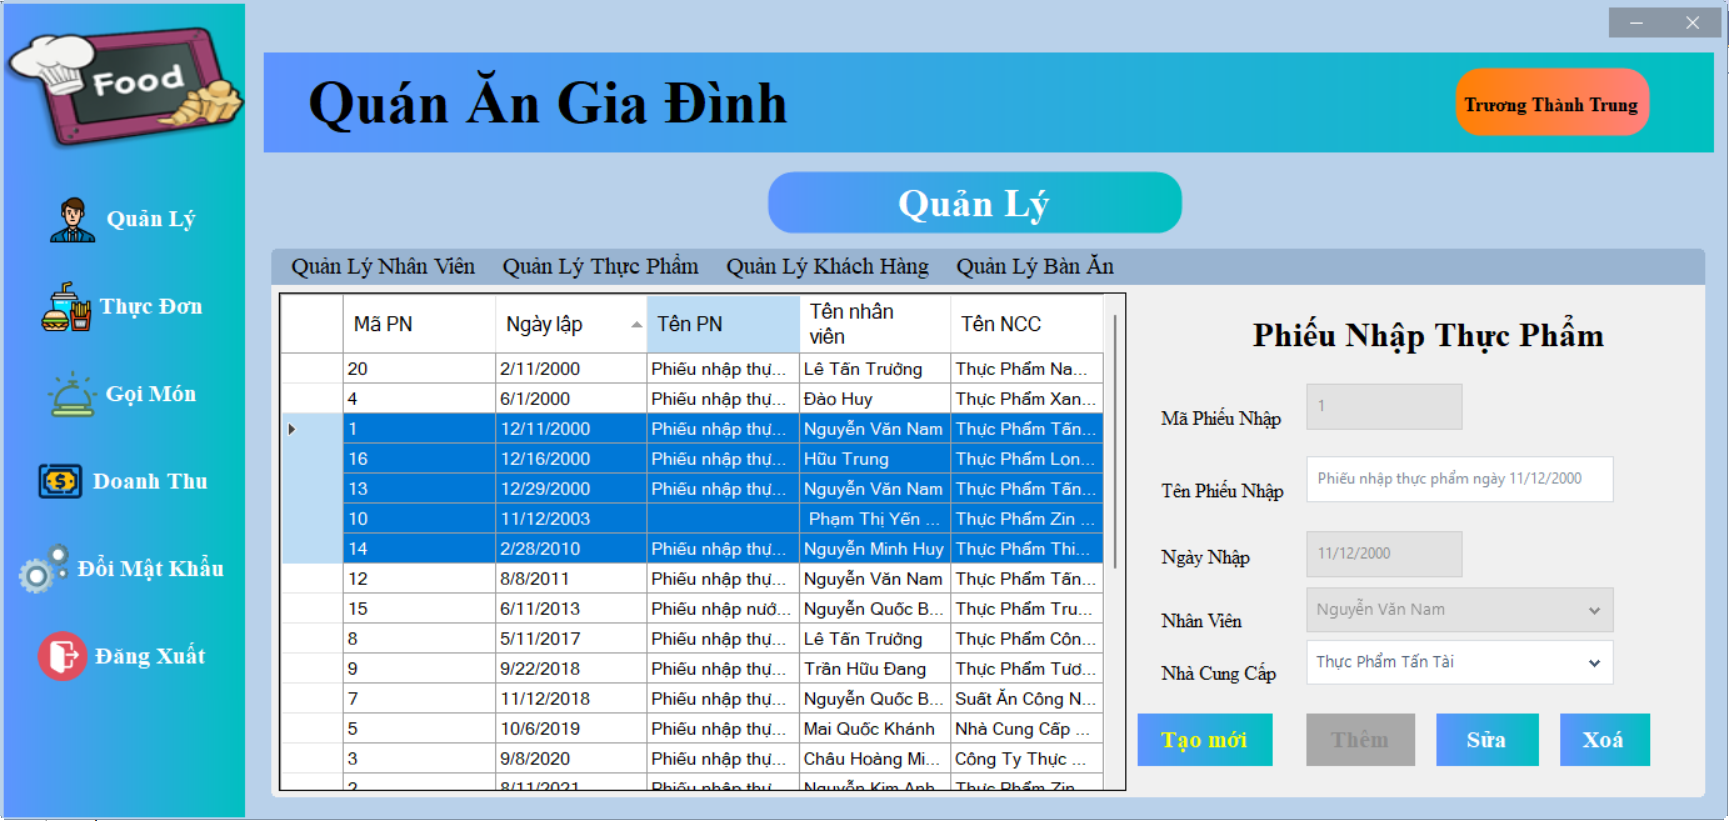 Food
Quán Ăn Gia Đình
Trương Thành Trung
Quản Lý
Thực Đơn
Gọi Món
Doanh Thu
Đổi Mật Khẩu
Đăng Xuất
Quản Lý
Quản Lý Nhân Viên Quản Lý Thực Phẩm Quản Lý Khách Hàng Quản Lý Bàn Ăn
Mã PN Ngày lập Tên PN Tên nhân viên Tên NCC
20 2/11/2000 Phiếu nhập thự... Lê Tấn Trưởng Thực Phẩm Na...
4 6/1/2000 Phiếu nhập thự... Đào Huy Thực Phẩm Xan...
1 12/11/2000 Phiếu nhập thự... Nguyễn Văn Nam Thực Phẩm Tấn...
16 12/16/2000 Phiếu nhập thự... Hữu Trung Thực Phẩm Lon...
13 12/29/2000 Phiếu nhập thự... Nguyễn Văn Nam Thực Phẩm Tấn...
10 11/12/2003 Phạm Thị Yến ... Thực Phẩm Zin ...
14 2/28/2010 Phiếu nhập thự... Nguyễn Minh Huy Thực Phẩm Thi...
12 8/8/2011 Phiếu nhập thự... Nguyễn Văn Nam Thực Phẩm Tấn...
15 6/11/2013 Phiếu nhập nướ... Nguyễn Quốc B... Thực Phẩm Tru...
8 5/11/2017 Phiếu nhập thự... Lê Tấn Trưởng Thực Phẩm Côn...
9 9/22/2018 Phiếu nhập thự... Trần Hữu Đang Thực Phẩm Tươ...
7 11/12/2018 Phiếu nhập thự... Nguyễn Quốc B... Suất Ăn Công N...
5 10/6/2019 Phiếu nhập thự... Mai Quốc Khánh Nhà Cung Cấp ...
3 9/8/2020 Phiếu nhập thự... Châu Hoàng Mi... Công Ty Thực ...
2 8/11/2021 Phiếu nhập thự... Nguyễn Kim Anh Thực Phẩm Zin...
Phiếu Nhập Thực Phẩm
Mã Phiếu Nhập 1
Tên Phiếu Nhập Phiếu nhập thực phẩm ngày 11/12/2000
Ngày Nhập 11/12/2000
Nhân Viên Nguyễn Văn Nam
Nhà Cung Cấp Thực Phẩm Tấn Tài
Tạo mới Thêm Sửa Xoá